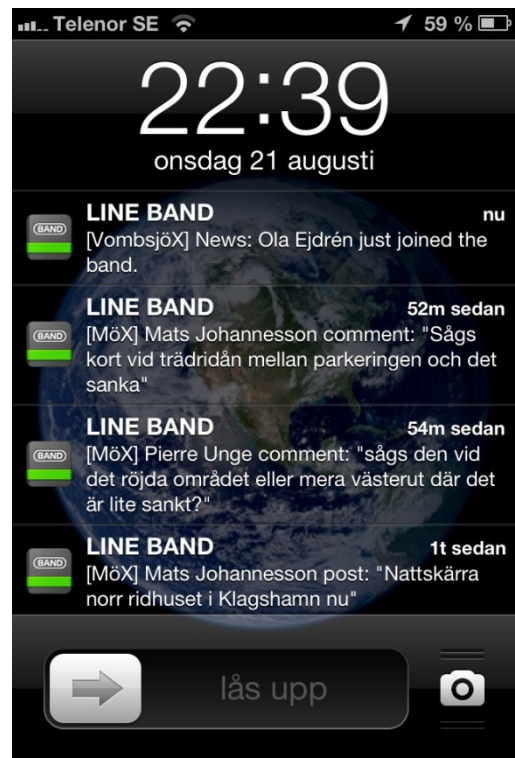 Telenor SE 59 %
22:39
onsdag 21 augusti
LINE BAND nu
BAND
[VombsjöX] News: Ola Ejdrén just joined the
band.
LINE BAND 52m sedan
BAND
[MöX] Mats Johannesson comment: "Sågs
kort vid trädridån mellan parkeringen och det
sanka"
LINE BAND 54m sedan
BAND
[MöX] Pierre Unge comment: "sågs den vid
det röjda området eller mera västerut där det
är lite sankt?"
LINE BAND 1t sedan
BAND
[MöX] Mats Johannesson post: "Nattskärra
norr ridhuset i Klagshamn nu"
lås upp